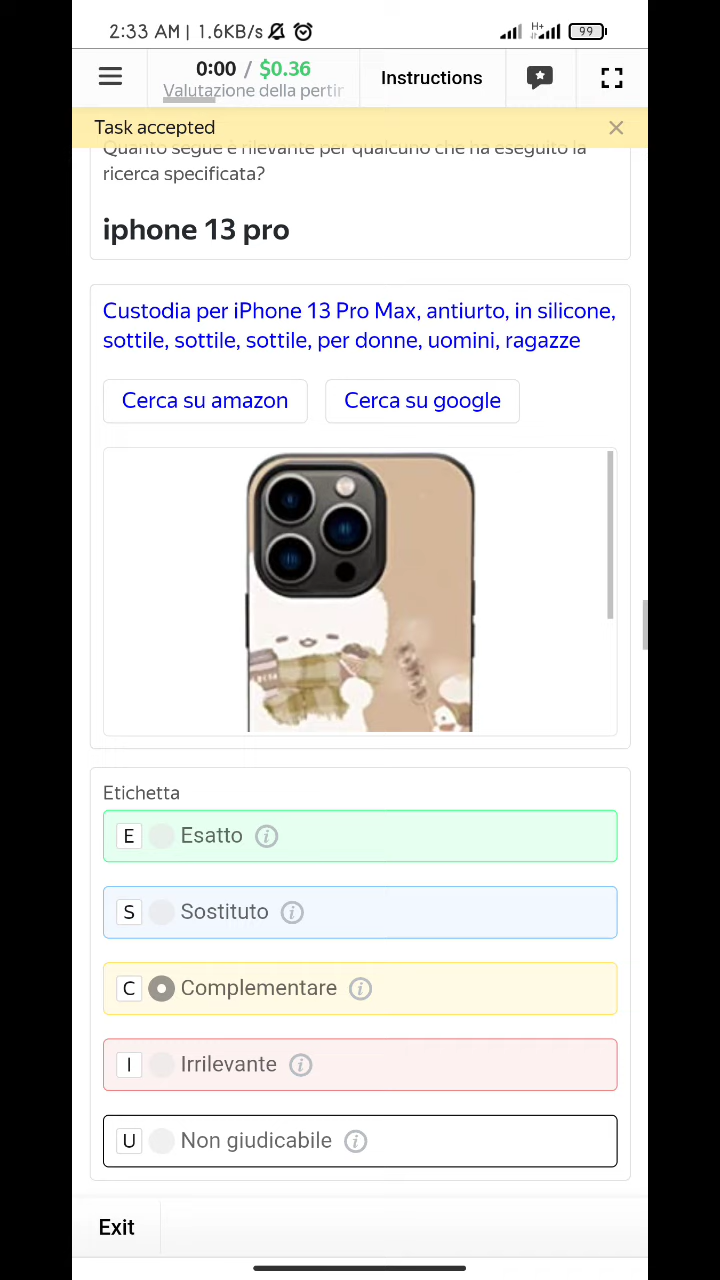 2:33 AM | 1.6KB/s
H+
99
0:00 / $0.36
Valutazione della pertir
Instructions
Task accepted
Quanto segue è rilevante per qualcuno che ha eseguito la
ricerca specificata?
iphone 13 pro
Custodia per iPhone 13 Pro Max, antiurto, in silicone,
sottile, sottile, sottile, per donne, uomini, ragazze
Cerca su amazon
Cerca su google
Etichetta
E Esatto
S Sostituto
C Complementare
I Irrilevante
U Non giudicabile
Exit